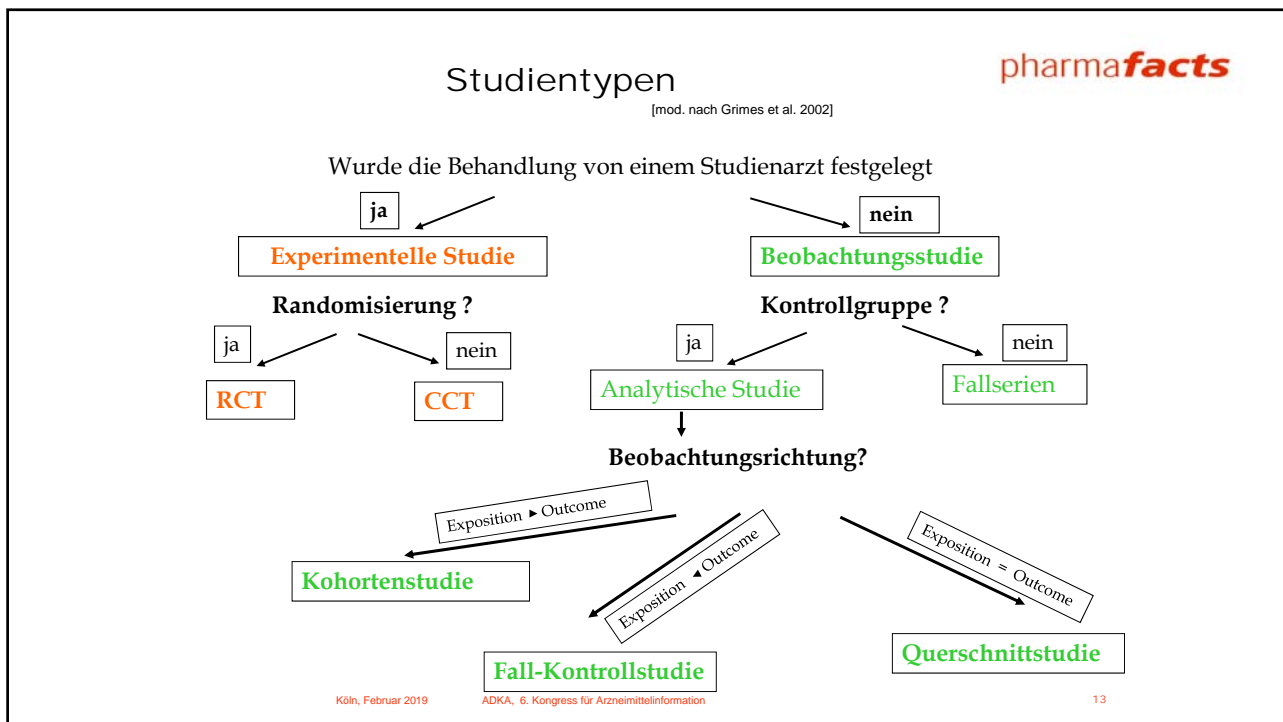 Studientypen
pharmafacts
[mod. nach Grimes et al. 2002]
Wurde die Behandlung von einem Studienarzt festgelegt
ja
nein
Experimentelle Studie
Beobachtungsstudie
Randomisierung ?
Kontrollgruppe ?
ja
nein
ja
nein
RCT
CCT
Analytische Studie
Fallserien
Beobachtungsrichtung?
Exposition ► Outcome
Exposition ◄ Outcome
Exposition = Outcome
Kohortenstudie
Fall-Kontrollstudie
Querschnittstudie
Köln, Februar 2019 ADKA, 6. Kongress für Arzneimittelinformation 13